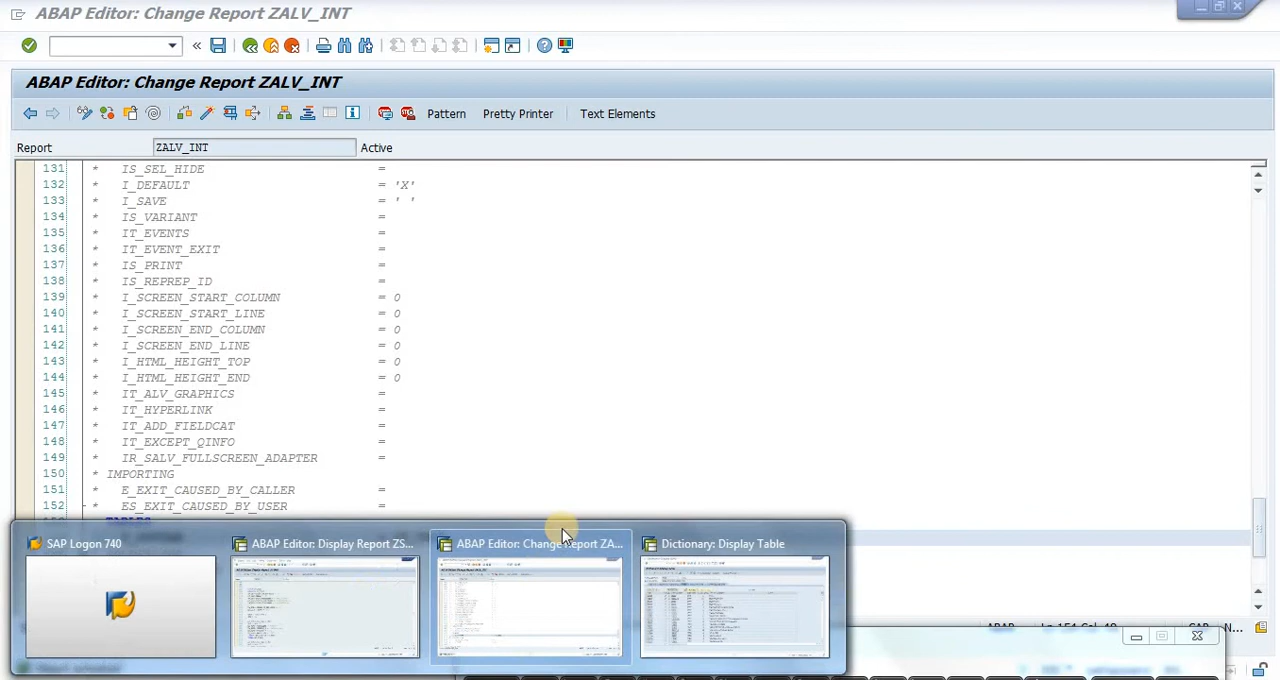 ABAP Editor: Change Report ZALV_INT
ABAP Editor: Change Report ZALV_INT
Pattern Pretty Printer Text Elements
Report ZALV_INT Active
131 * IS_SEL_HIDE =
132 * I_DEFAULT = 'X'
133 * I_SAVE = ' '
134 * IS_VARIANT =
135 * IT_EVENTS =
136 * IT_EVENT_EXIT =
137 * IS_PRINT =
138 * IS_REPREP_ID =
139 * I_SCREEN_START_COLUMN = 0
140 * I_SCREEN_START_LINE = 0
141 * I_SCREEN_END_COLUMN = 0
142 * I_SCREEN_END_LINE = 0
143 * I_HTML_HEIGHT_TOP = 0
144 * I_HTML_HEIGHT_END = 0
145 * IT_ALV_GRAPHICS =
146 * IT_HYPERLINK =
147 * IT_ADD_FIELDCAT =
148 * IT_EXCEPT_QINFO =
149 * IR_SALV_FULLSCREEN_ADAPTER =
150 * IMPORTING
151 * E_EXIT_CAUSED_BY_CALLER =
152 * ES_EXIT_CAUSED_BY_USER =
SAP Logon 740
ABAP Editor: Display Report ZS...
ABAP Editor: Change Report ZA...
Dictionary: Display Table